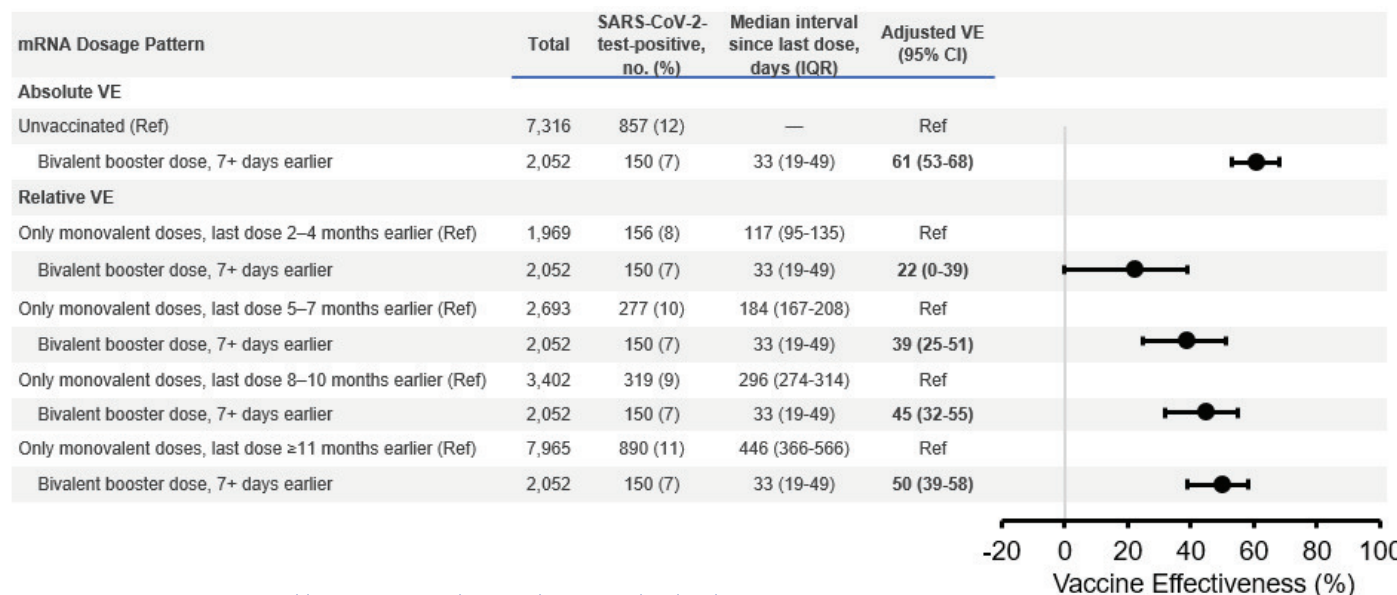 mRNA Dosage Pattern Total SARS-CoV-2-test-positive, no. (%) Median interval since last dose, days (IQR) Adjusted VE (95% CI)
Absolute VE
Unvaccinated (Ref) 7,316 857 (12) — Ref
Bivalent booster dose, 7+ days earlier 2,052 150 (7) 33 (19-49) 61 (53-68)
Relative VE
Only monovalent doses, last dose 2–4 months earlier (Ref) 1,969 156 (8) 117 (95-135) Ref
Bivalent booster dose, 7+ days earlier 2,052 150 (7) 33 (19-49) 22 (0-39)
Only monovalent doses, last dose 5–7 months earlier (Ref) 2,693 277 (10) 184 (167-208) Ref
Bivalent booster dose, 7+ days earlier 2,052 150 (7) 33 (19-49) 39 (25-51)
Only monovalent doses, last dose 8–10 months earlier (Ref) 3,402 319 (9) 296 (274-314) Ref
Bivalent booster dose, 7+ days earlier 2,052 150 (7) 33 (19-49) 45 (32-55)
Only monovalent doses, last dose ≥11 months earlier (Ref) 7,965 890 (11) 446 (366-566) Ref
Bivalent booster dose, 7+ days earlier 2,052 150 (7) 33 (19-49) 50 (39-58)
-20 0 20 40 60 80 100
Vaccine Effectiveness (%)